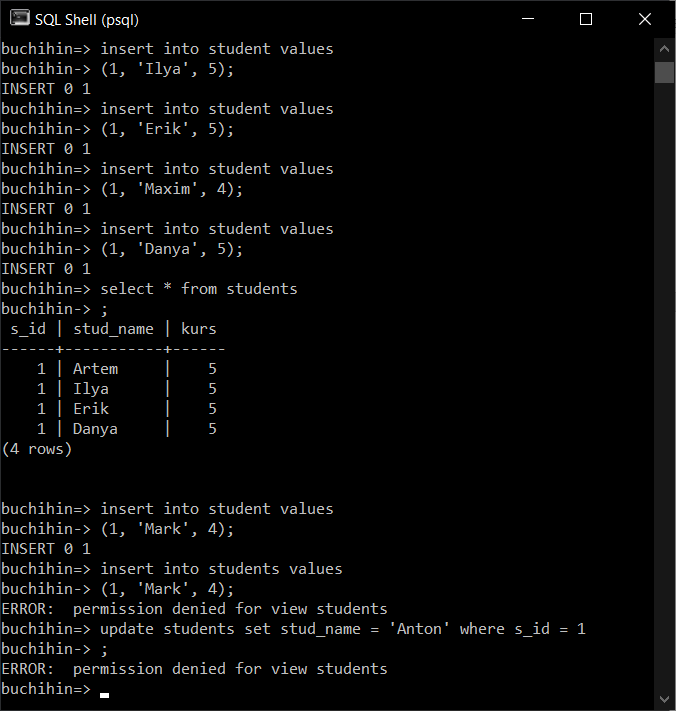 SQL Shell (psql)
buchihin=> insert into student values
buchihin-> (1, 'Ilya', 5);
INSERT 0 1
buchihin=> insert into student values
buchihin-> (1, 'Erik', 5);
INSERT 0 1
buchihin=> insert into student values
buchihin-> (1, 'Maxim', 4);
INSERT 0 1
buchihin=> insert into student values
buchihin-> (1, 'Danya', 5);
INSERT 0 1
buchihin=> select * from students
buchihin-> ;
 s_id | stud_name | kurs
------+-----------+------
    1 | Artem     |    5
    1 | Ilya      |    5
    1 | Erik      |    5
    1 | Danya     |    5
(4 rows)
buchihin=> insert into student values
buchihin-> (1, 'Mark', 4);
INSERT 0 1
buchihin=> insert into students values
buchihin-> (1, 'Mark', 4);
ERROR:  permission denied for view students
buchihin=> update students set stud_name = 'Anton' where s_id = 1
buchihin-> ;
ERROR:  permission denied for view students
buchihin=>